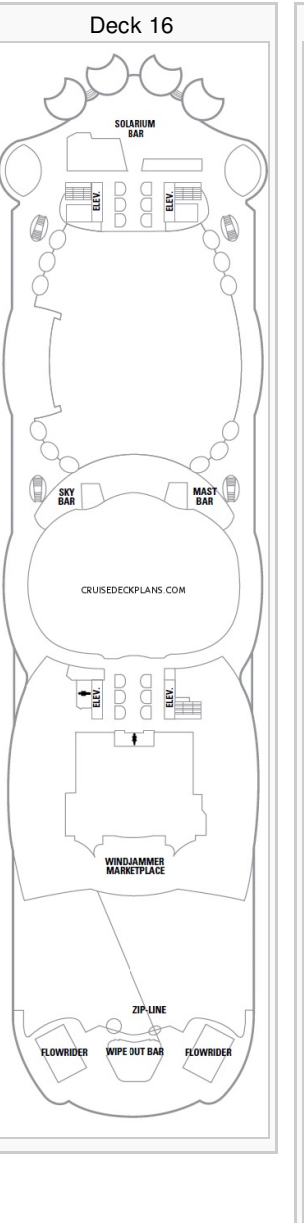 Deck 16
SOLARIUM
BAR
ELEV.
ELEV.
SKY
BAR
MAST
BAR
CRUISEDECKPLANS.COM
ELEV.
ELEV.
WINDJAMMER
MARKETPLACE
ZIP-LINE
FLOWRIDER
WIPE OUT BAR
FLOWRIDER